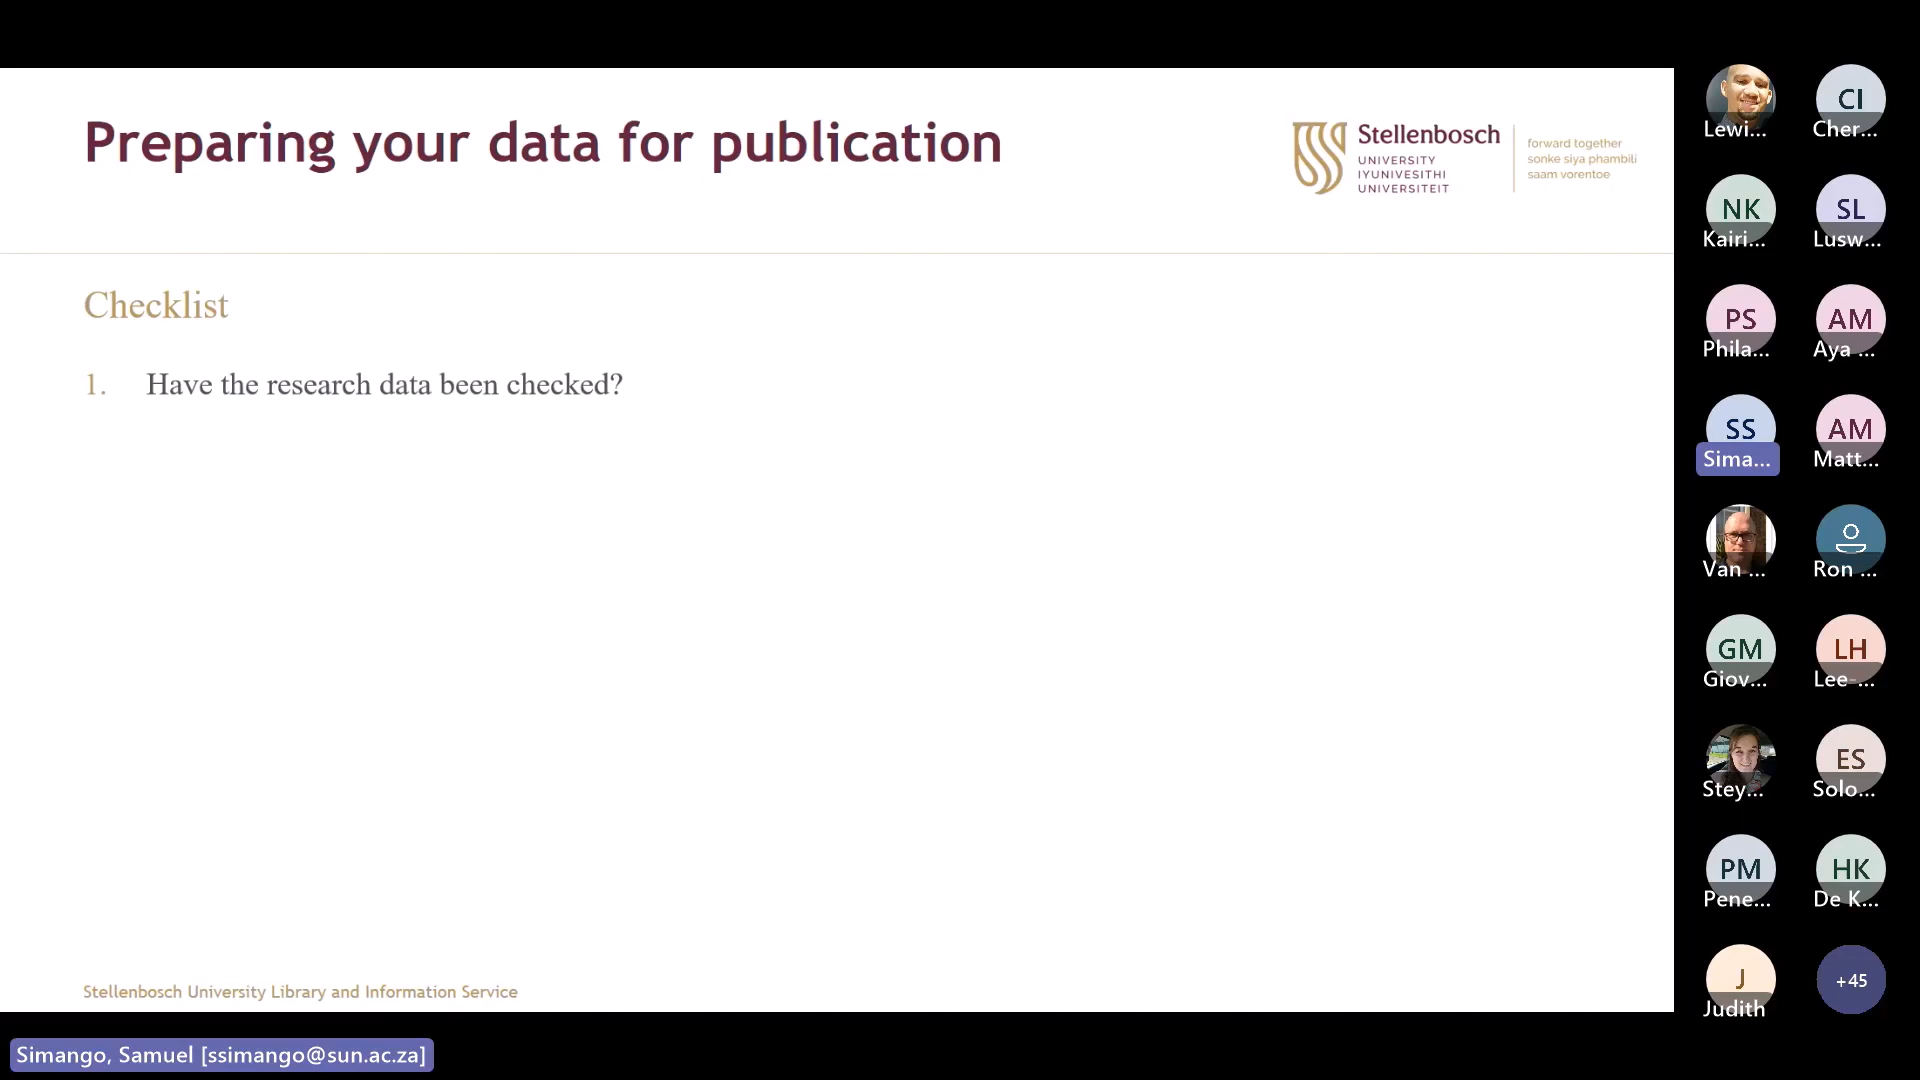 Preparing your data for publication
Stellenbosch
UNIVERSITY
IYUNIVESITHI
UNIVERSITEIT
forward together
sonke siya phambili
saam vorentoe
Checklist
1. Have the research data been checked?
Stellenbosch University Library and Information Service
Simango, Samuel [ssimango@sun.ac.za]
Lewi...
CI
Cher...
NK
Kairi...
SL
Lusw...
PS
Phila...
AM
Aya ...
SS
Sima...
AM
Matt...
Van ...
Ron ...
GM
Giov...
LH
Lee-...
Stey...
ES
Solo...
PM
Pene...
HK
De K...
J
Judith
+45